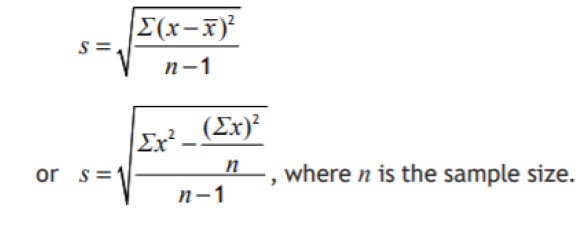 s = √(Σ(x − x̄)² / (n − 1))
or s = √((Σx² − (Σx)² / n) / (n − 1)), where n is the sample size.